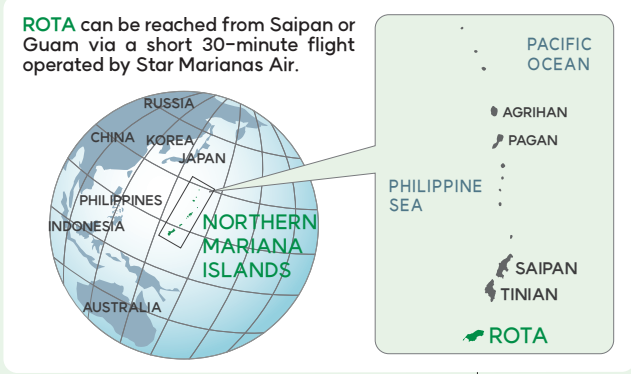 ROTA can be reached from Saipan or
Guam via a short 30-minute flight
operated by Star Marianas Air.
RUSSIA
CHINA
KOREA
JAPAN
PHILIPPINES
INDONESIA
NORTHERN
MARIANA
ISLANDS
AUSTRALIA
PACIFIC
OCEAN
AGRIHAN
PAGAN
PHILIPPINE
SEA
SAIPAN
TINIAN
ROTA